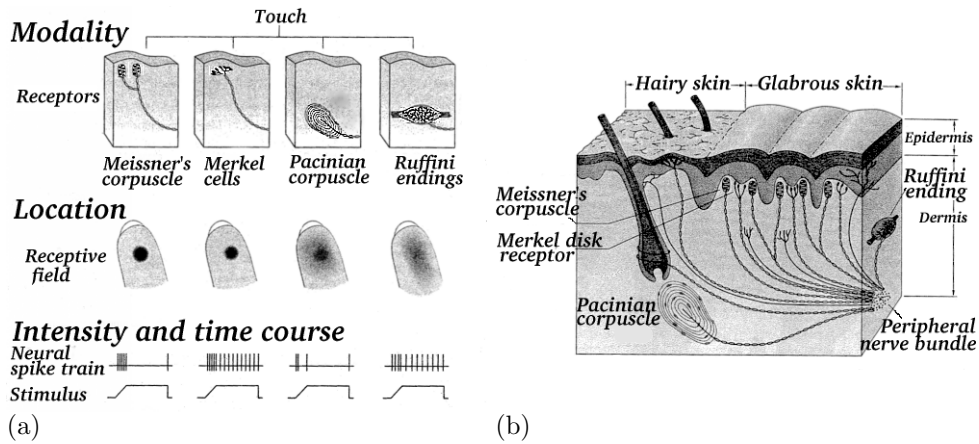 Touch
Modality
Receptors
Meissner's
corpuscle
Merkel
cells
Pacinian
corpuscle
Ruffini
endings
Location
Receptive
field
Intensity and time course
Neural
spike train
Stimulus
(a)
Hairy skin
Glabrous skin
Epidermis
Ruffini
ending
Dermis
Meissner's
corpuscle
Merkel disk
receptor
Pacinian
corpuscle
Peripheral
nerve bundle
(b)